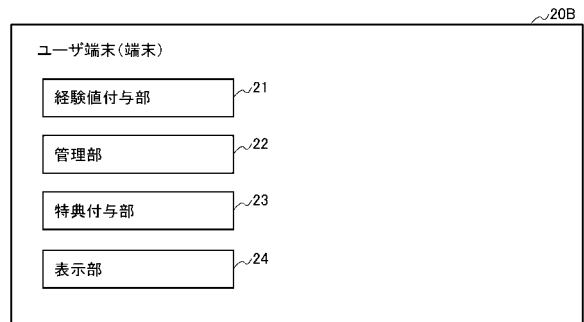 20B
ユーザ端末(端末)
経験値付与部 21
管理部 22
特典付与部 23
表示部 24